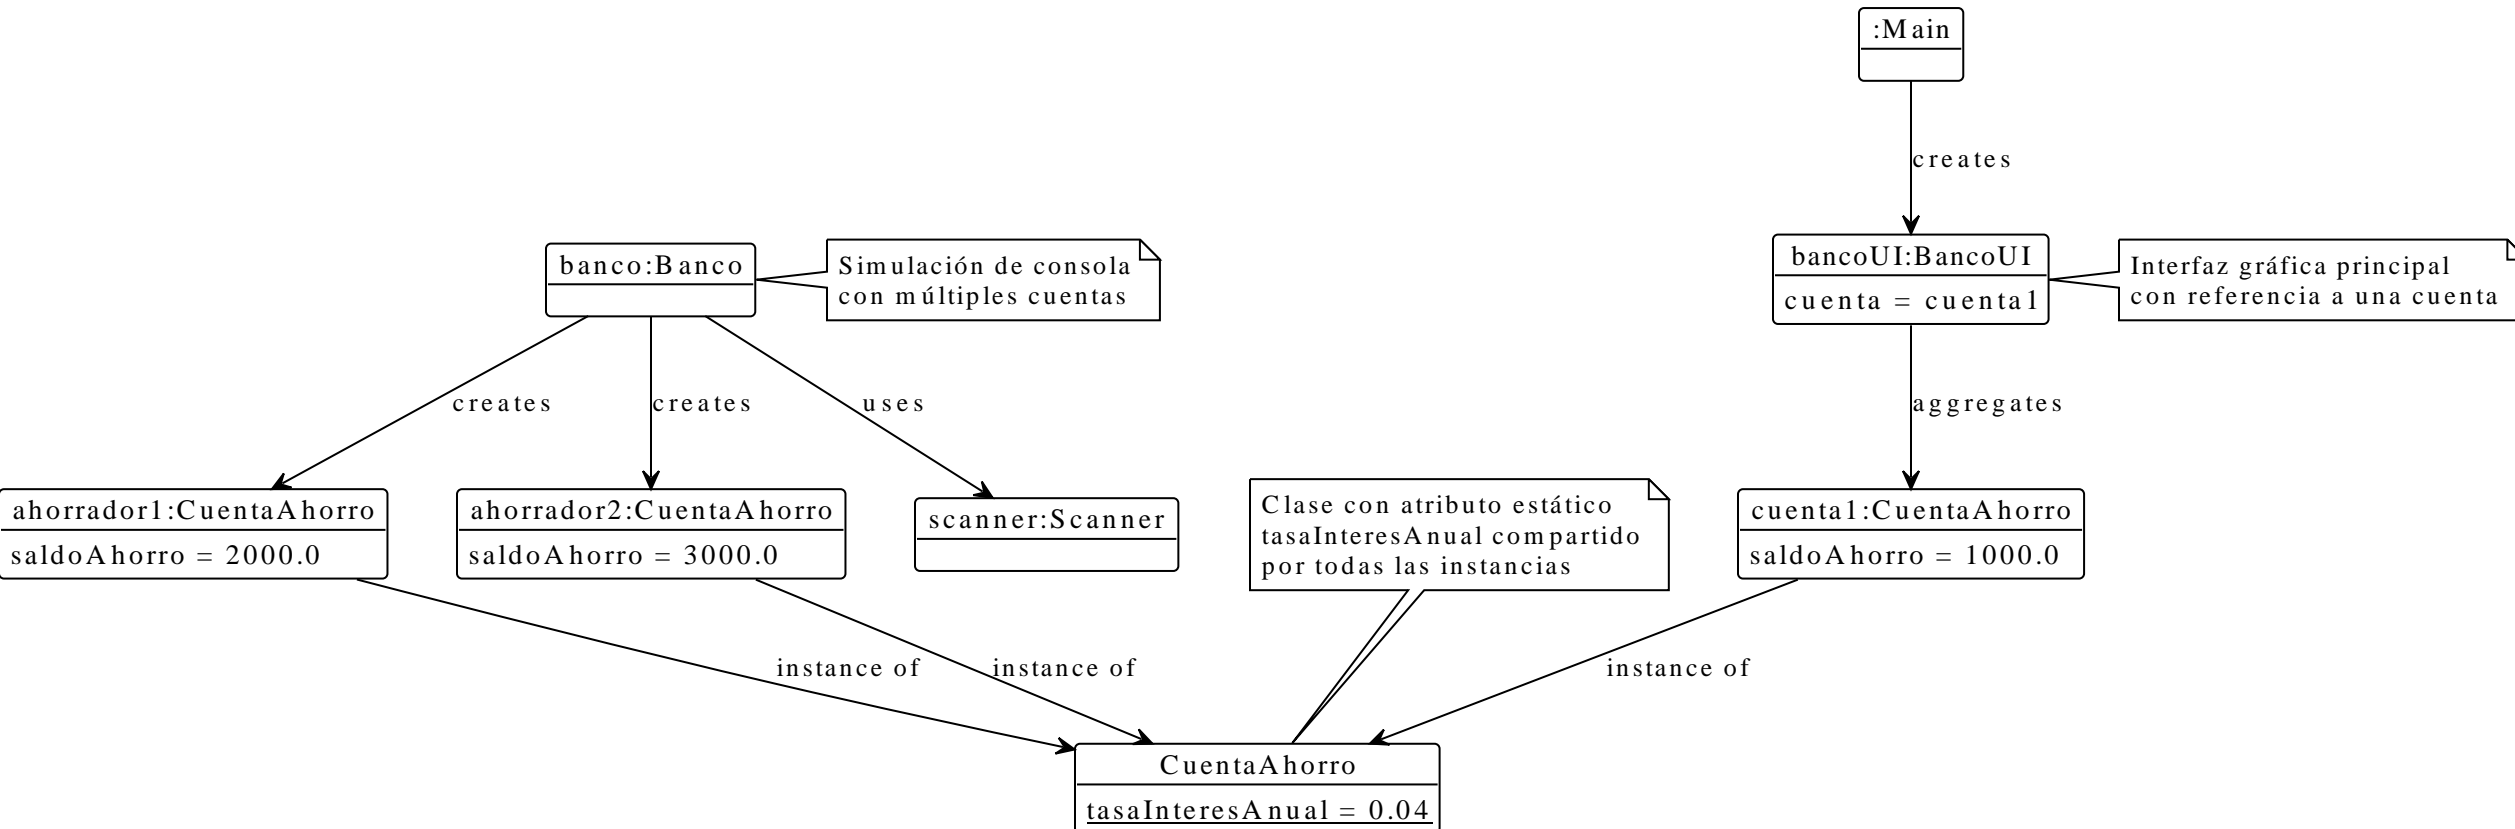 :Main
creates
banco:Banco
Simulación de consola
con múltiples cuentas
bancoUI:BancoUI
cuenta = cuenta1
Interfaz gráfica principal
con referencia a una cuenta
creates
creates
uses
aggregates
ahorrador1:CuentaAhorro
saldoAhorro = 2000.0
ahorrador2:CuentaAhorro
saldoAhorro = 3000.0
scanner:Scanner
Clase con atributo estático
tasaInteresAnual compartido
por todas las instancias
cuenta1:CuentaAhorro
saldoAhorro = 1000.0
instance of
instance of
instance of
CuentaAhorro
tasaInteresAnual = 0.04